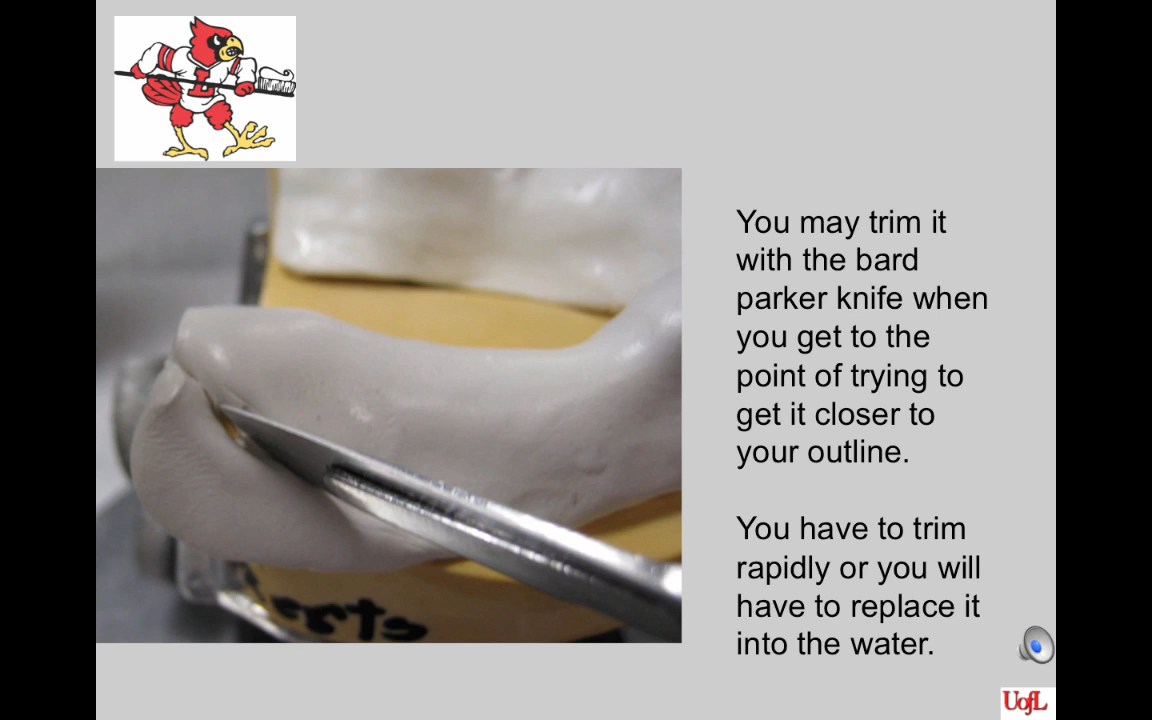 L
You may trim it
with the bard
parker knife when
you get to the
point of trying to
get it closer to
your outline.
You have to trim
rapidly or you will
have to replace it
into the water.
UofL